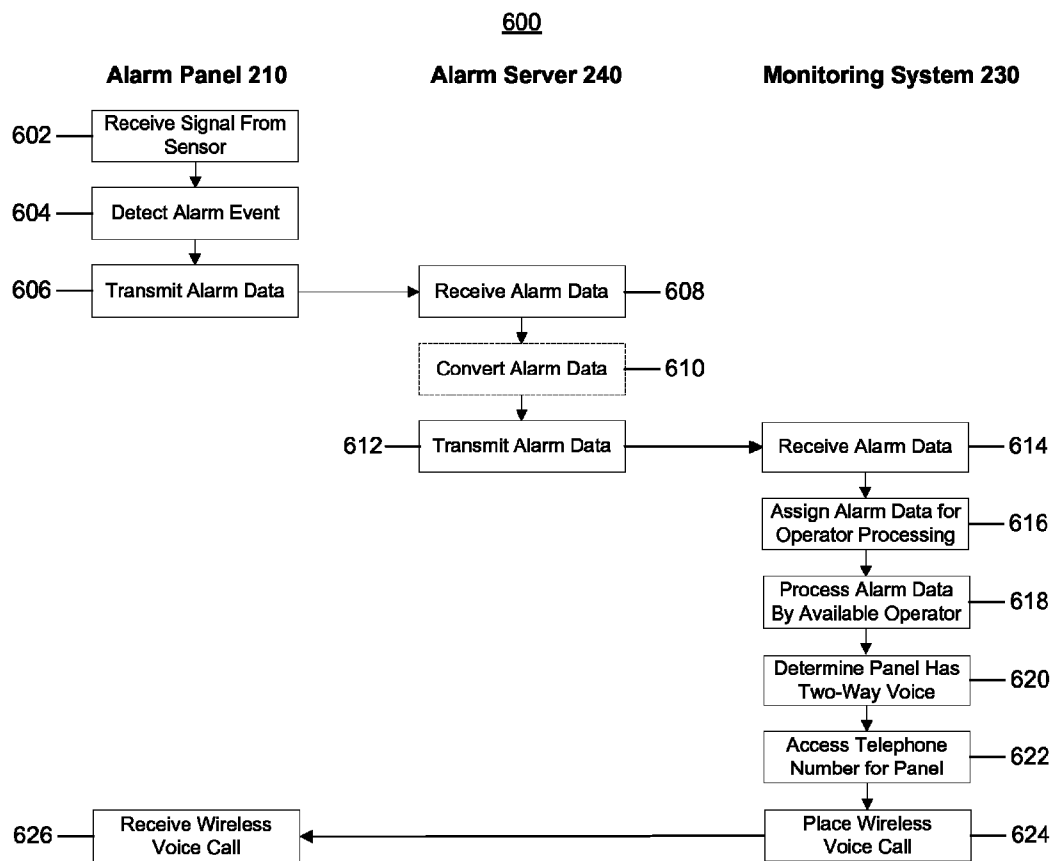 600
Alarm Panel 210
Alarm Server 240
Monitoring System 230
602
Receive Signal From
Sensor
604
Detect Alarm Event
606
Transmit Alarm Data
Receive Alarm Data
608
Convert Alarm Data
610
612
Transmit Alarm Data
Receive Alarm Data
614
Assign Alarm Data for
Operator Processing
616
Process Alarm Data
By Available Operator
618
Determine Panel Has
Two-Way Voice
620
Access Telephone
Number for Panel
622
Place Wireless
Voice Call
624
626
Receive Wireless
Voice Call